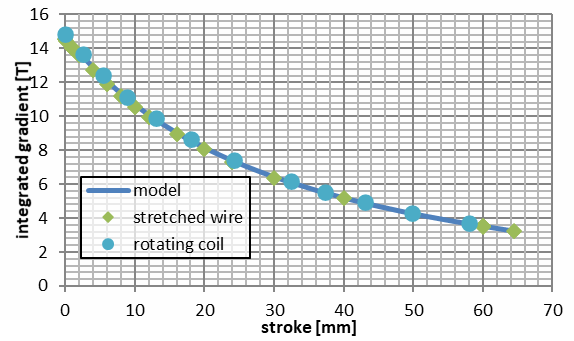 16
14
12
10
8
6
4
2
0
integrated gradient [T]
model
stretched wire
rotating coil
0 10 20 30 40 50 60 70
stroke [mm]